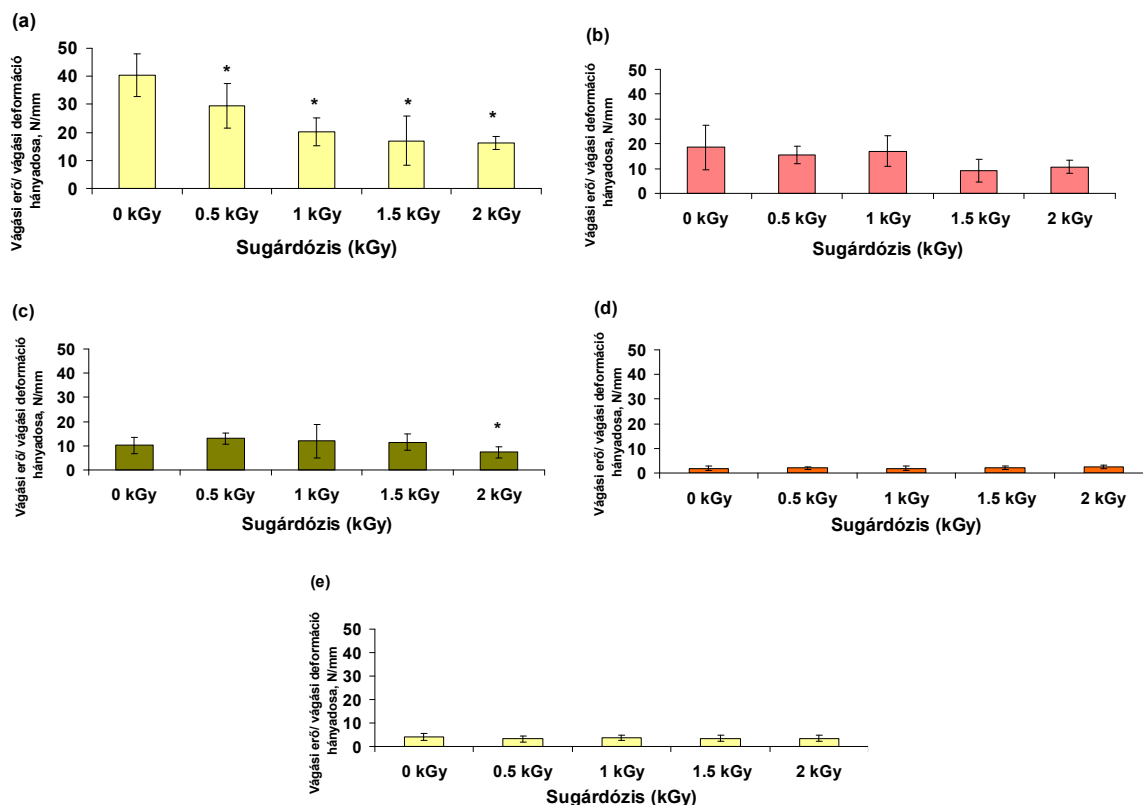 (a)
Vágási erő/ vágási deformáció
hányadosa, N/mm
50
40
30
20
10
0
*
*
*
*
0 kGy 0.5 kGy 1 kGy 1.5 kGy 2 kGy
Sugárdózis (kGy)
(b)
Vágási erő/ vágási deformáció
hányadosa, N/mm
50
40
30
20
10
0
0 kGy 0.5 kGy 1 kGy 1.5 kGy 2 kGy
Sugárdózis (kGy)
(c)
Vágási erő/ vágási deformáció
hányadosa, N/mm
50
40
30
20
10
0
*
0 kGy 0.5 kGy 1 kGy 1.5 kGy 2 kGy
Sugárdózis (kGy)
(d)
Vágási erő/ vágási deformáció
hányadosa, N/mm
50
40
30
20
10
0
0 kGy 0.5 kGy 1 kGy 1.5 kGy 2 kGy
Sugárdózis (kGy)
(e)
Vágási erő/ vágási deformáció
hányadosa, N/mm
50
40
30
20
10
0
0 kGy 0.5 kGy 1 kGy 1.5 kGy 2 kGy
Sugárdózis (kGy)